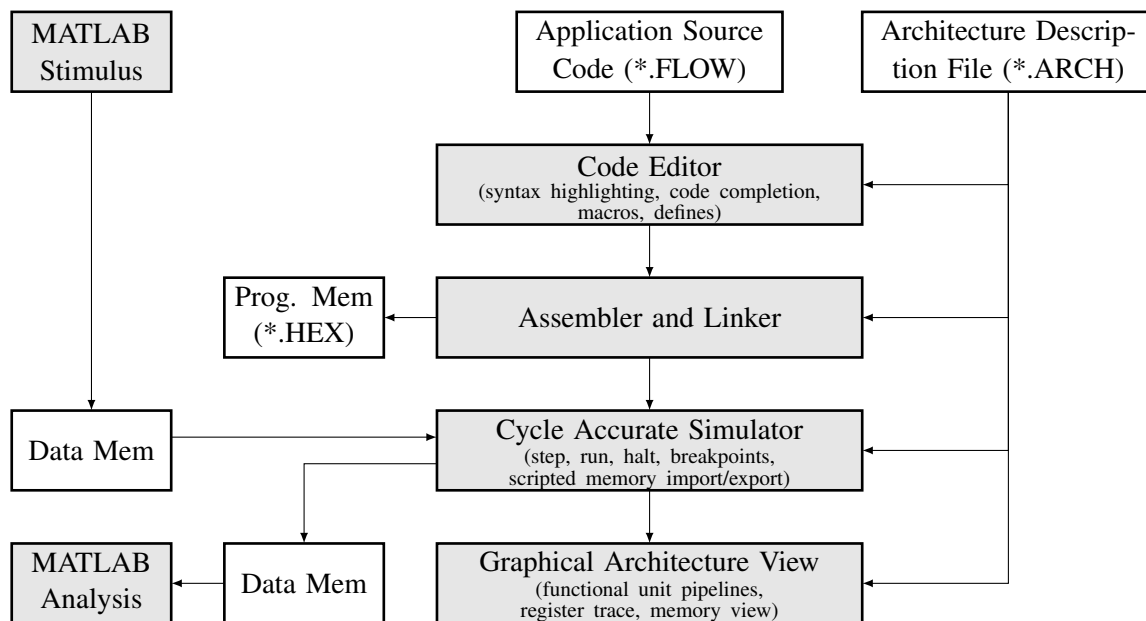 MATLAB
Stimulus
Application Source
Code (*.FLOW)
Architecture Descrip-
tion File (*.ARCH)
Code Editor
(syntax highlighting, code completion,
macros, defines)
Prog. Mem
(*.HEX)
Assembler and Linker
Data Mem
Cycle Accurate Simulator
(step, run, halt, breakpoints,
scripted memory import/export)
MATLAB
Analysis
Data Mem
Graphical Architecture View
(functional unit pipelines,
register trace, memory view)